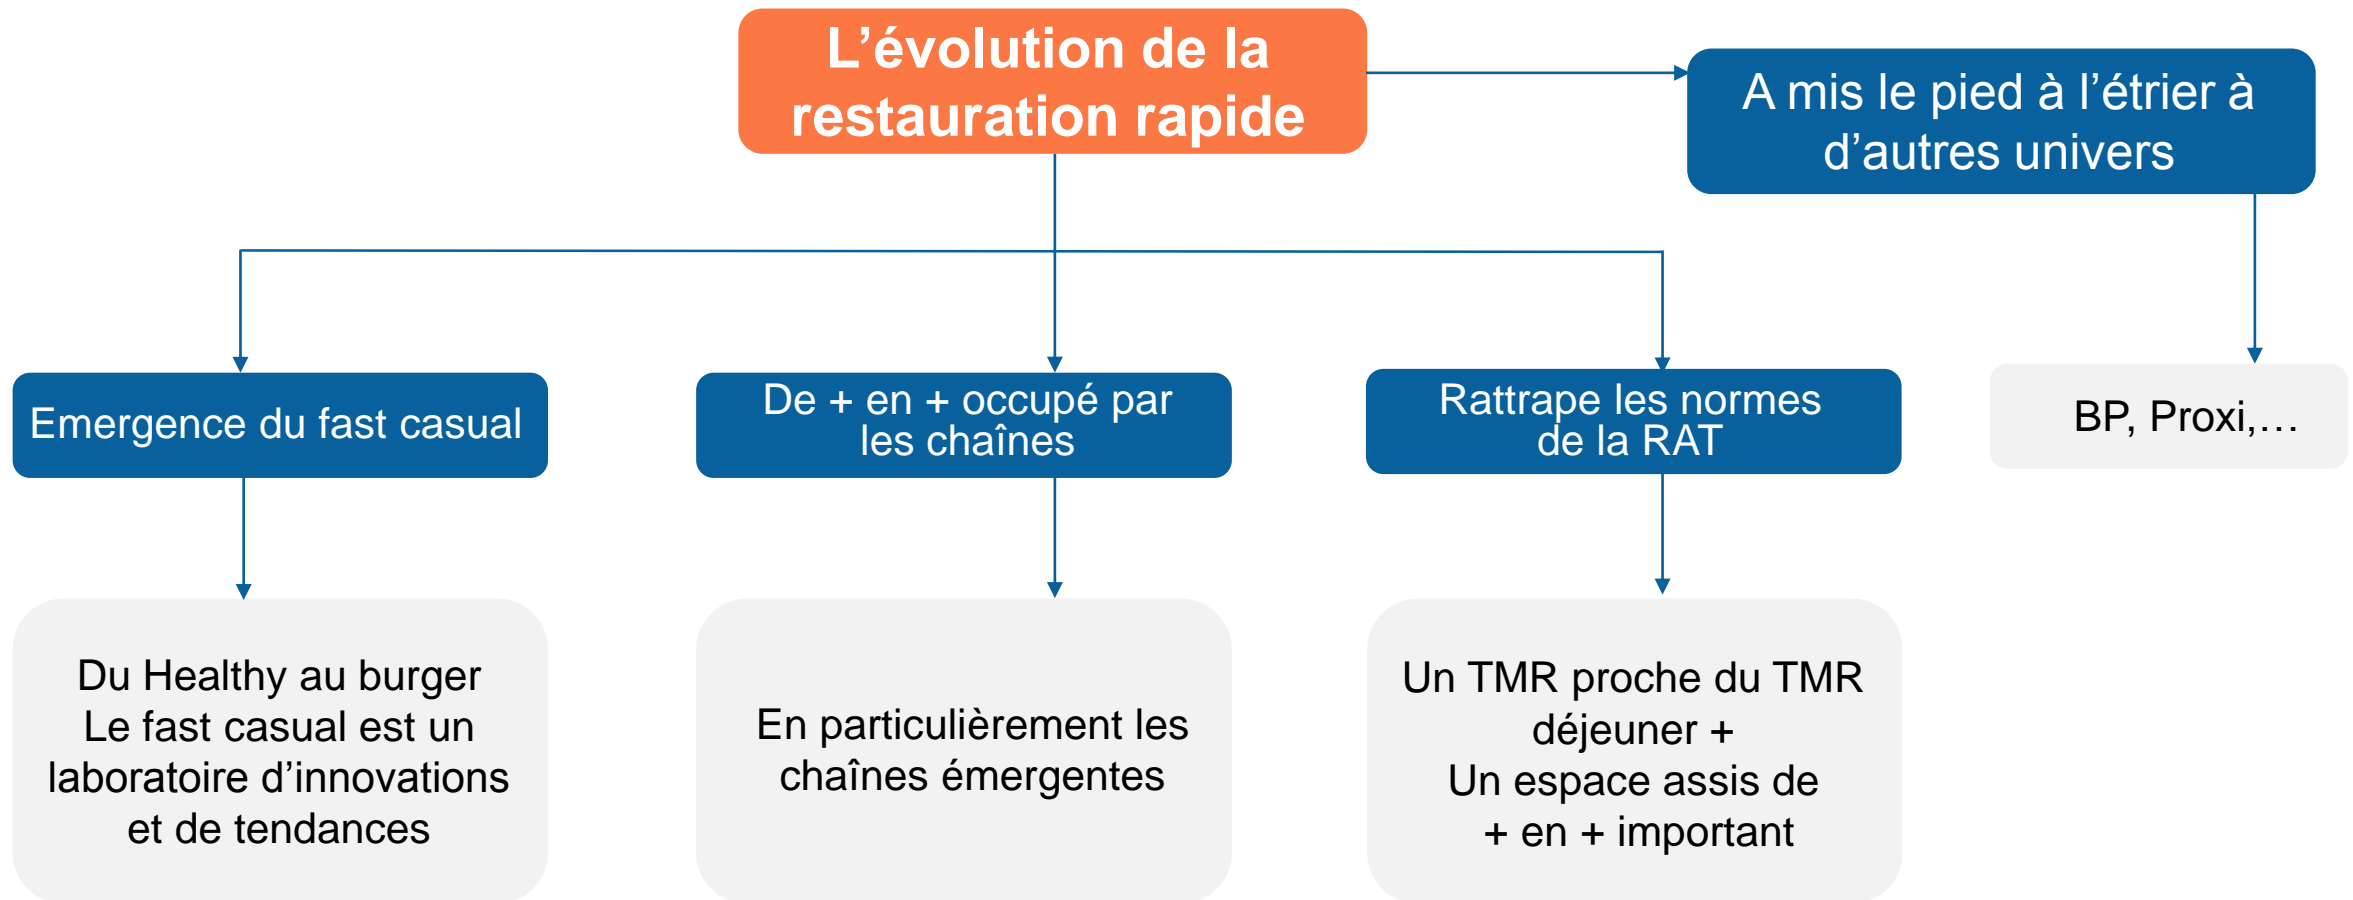 L’évolution de la
restauration rapide
A mis le pied à l’étrier à
d’autres univers
Emergence du fast casual
De + en + occupé par
les chaînes
Rattrape les normes
de la RAT
BP, Proxi,…
Du Healthy au burger
Le fast casual est un
laboratoire d’innovations
et de tendances
En particulièrement les
chaînes émergentes
Un TMR proche du TMR
déjeuner +
Un espace assis de
+ en + important